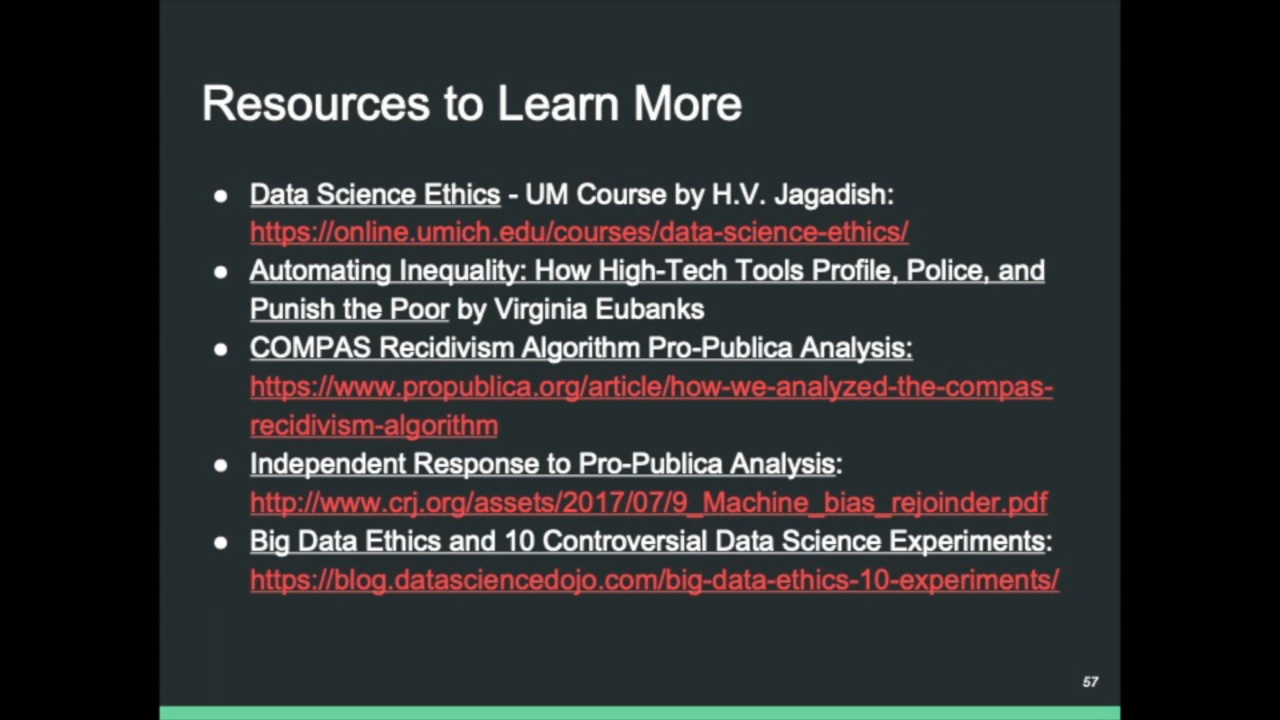 Resources to Learn More
● Data Science Ethics - UM Course by H.V. Jagadish:
https://online.umich.edu/courses/data-science-ethics/
● Automating Inequality: How High-Tech Tools Profile, Police, and
Punish the Poor by Virginia Eubanks
● COMPAS Recidivism Algorithm Pro-Publica Analysis:
https://www.propublica.org/article/how-we-analyzed-the-compas-
recidivism-algorithm
● Independent Response to Pro-Publica Analysis:
http://www.crj.org/assets/2017/07/9_Machine_bias_rejoinder.pdf
● Big Data Ethics and 10 Controversial Data Science Experiments:
https://blog.datasciencedojo.com/big-data-ethics-10-experiments/
57